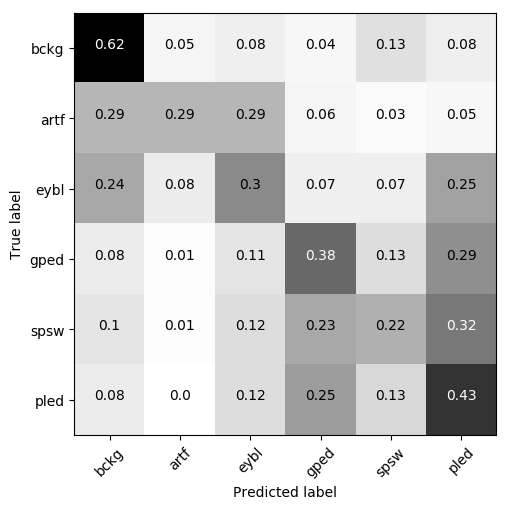 bckg 0.62 0.05 0.08 0.04 0.13 0.08
artf 0.29 0.29 0.29 0.06 0.03 0.05
eybl 0.24 0.08 0.3 0.07 0.07 0.25
gped 0.08 0.01 0.11 0.38 0.13 0.29
spsw 0.1 0.01 0.12 0.23 0.22 0.32
pled 0.08 0.0 0.12 0.25 0.13 0.43
True label
bckg artf eybl gped spsw pled
Predicted label